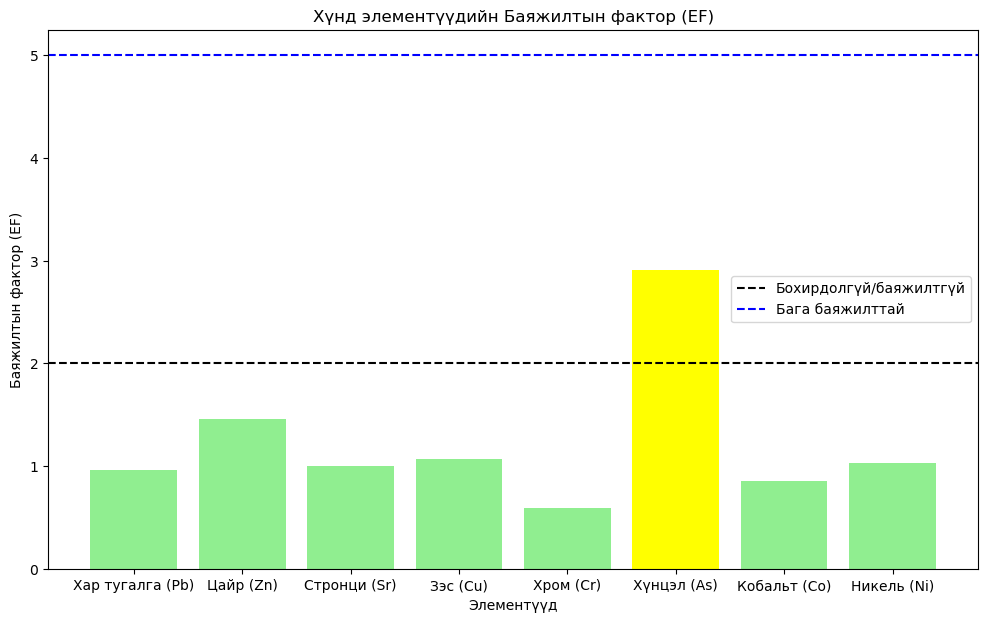 Хүнд элементүүдийн Баяжилтын фактор (EF)
Баяжилтын фактор (EF)
5
4
3
2
1
0
Бохирдолгүй/баяжилтгүй
Бага баяжилттай
Хар тугалга (Pb)
Цайр (Zn)
Стронци (Sr)
Зэс (Cu)
Хром (Cr)
Хүнцэл (As)
Кобальт (Co)
Никель (Ni)
Элементүүд